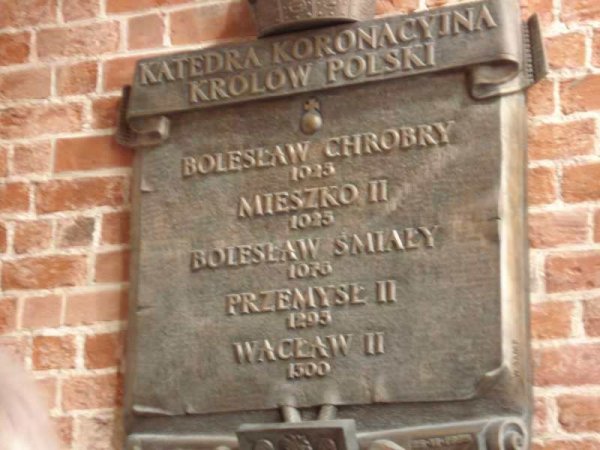 KATEDRA KORONACYJNA
KRÓLÓW POLSKI
BOLESŁAW CHROBRY
1025
MIESZKO II
1025
BOLESŁAW ŚMIAŁY
1076
PRZEMYSŁ II
1295
WACŁAW II
1300